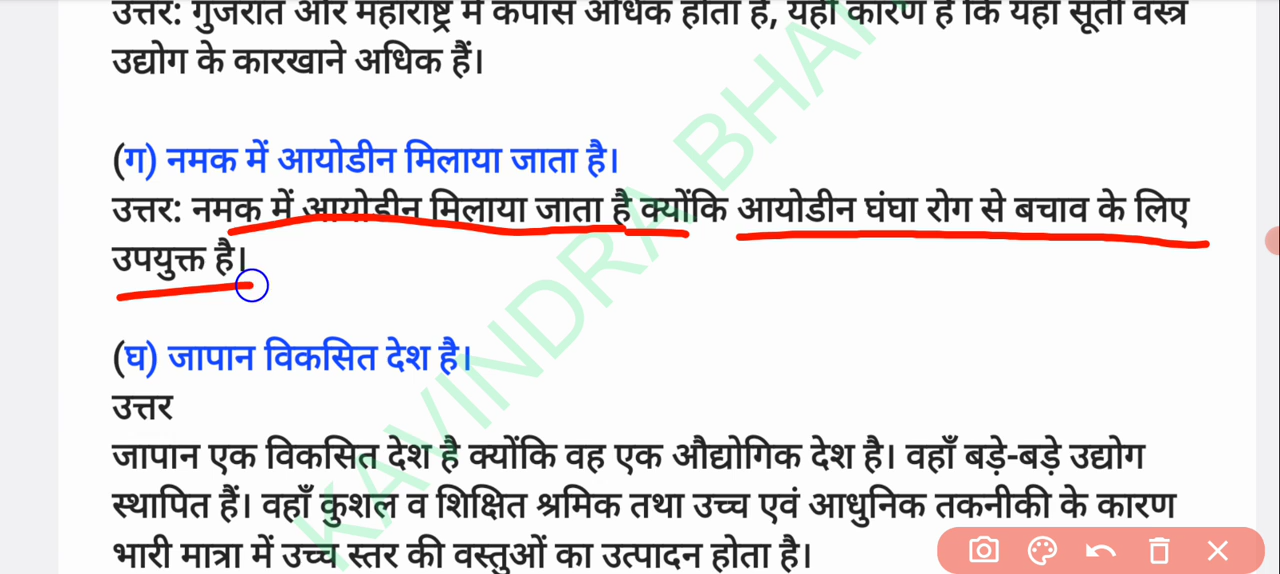 उत्तर: गुजरात और महाराष्ट्र में कपास अधिक होता है, यही कारण है कि यहाँ सूती वस्त्र
उद्योग के कारखाने अधिक हैं।
(ग) नमक में आयोडीन मिलाया जाता है।
उत्तर: नमक में आयोडीन मिलाया जाता है क्योंकि आयोडीन घंघा रोग से बचाव के लिए
उपयुक्त है।
(घ) जापान विकसित देश है।
उत्तर
जापान एक विकसित देश है क्योंकि वह एक औद्योगिक देश है। वहाँ बड़े-बड़े उद्योग
स्थापित हैं। वहाँ कुशल व शिक्षित श्रमिक तथा उच्च एवं आधुनिक तकनीकी के कारण
भारी मात्रा में उच्च स्तर की वस्तुओं का उत्पादन होता है।
KAVINDRA BHA